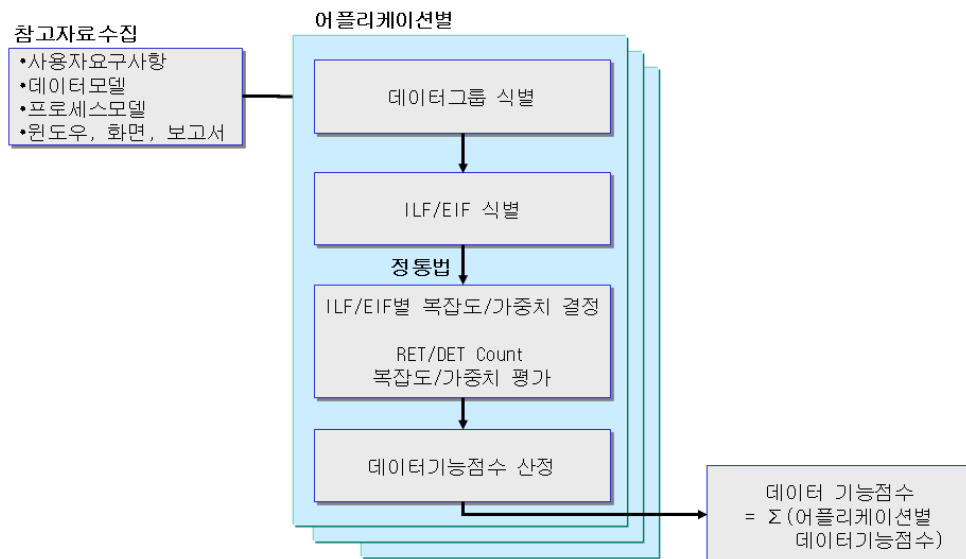 참고자료수집
•사용자요구사항
•데이터모델
•프로세스모델
•윈도우, 화면, 보고서
어플리케이션별
데이터그룹 식별
ILF/EIF 식별
정통법
ILF/EIF별 복잡도/가중치 결정
RET/DET Count
복잡도/가중치 평가
데이터기능점수 산정
데이터 기능점수
= Σ(어플리케이션별
데이터기능점수)